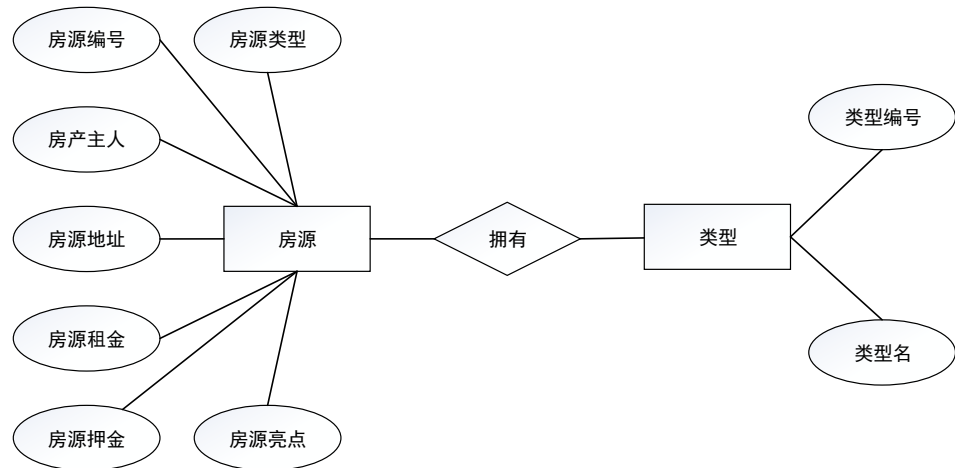 房源编号
房源类型
房产主人
类型编号
房源地址
房源
拥有
类型
房源租金
类型名
房源押金
房源亮点